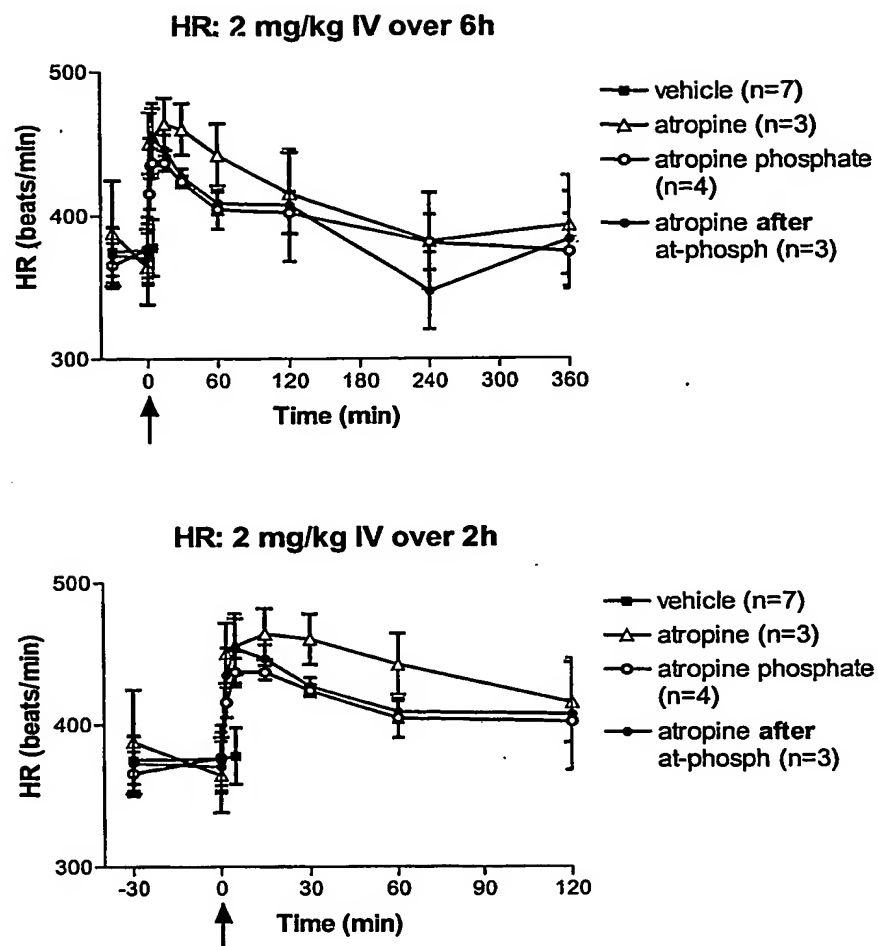 HR: 2 mg/kg IV over 6h
500
400
300
HR (beats/min)
0 60 120 180 240 300 360
Time (min)
vehicle (n=7)
atropine (n=3)
atropine phosphate
(n=4)
atropine after
at-phosph (n=3)
HR: 2 mg/kg IV over 2h
500
400
300
HR (beats/min)
-30 0 30 60 90 120
Time (min)
vehicle (n=7)
atropine (n=3)
atropine phosphate
(n=4)
atropine after
at-phosph (n=3)